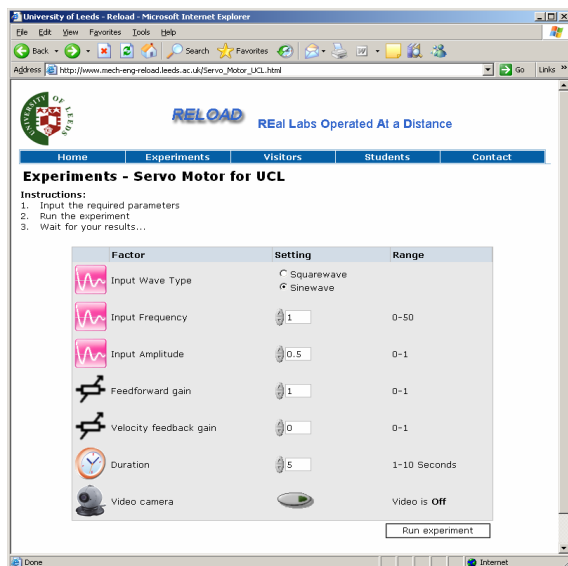 University of Leeds - Reload - Microsoft Internet Explorer
File Edit View Favorites Tools Help
Back Search Favorites
Address http://www.mech-eng-reload.leeds.ac.uk/Servo_Motor_UCL.html Go Links »
UNIVERSITY OF LEEDS
RELOAD REal Labs Operated At a Distance
Home Experiments Visitors Students Contact
Experiments - Servo Motor for UCL
Instructions:
1. Input the required parameters
2. Run the experiment
3. Wait for your results...
Factor Setting Range
Input Wave Type Squarewave
Sinewave
Input Frequency 1 0-50
Input Amplitude 0.5 0-1
Feedforward gain 1 0-1
Velocity feedback gain 0 0-1
Duration 5 1-10 Seconds
Video camera Video is Off
Run experiment
Done Internet